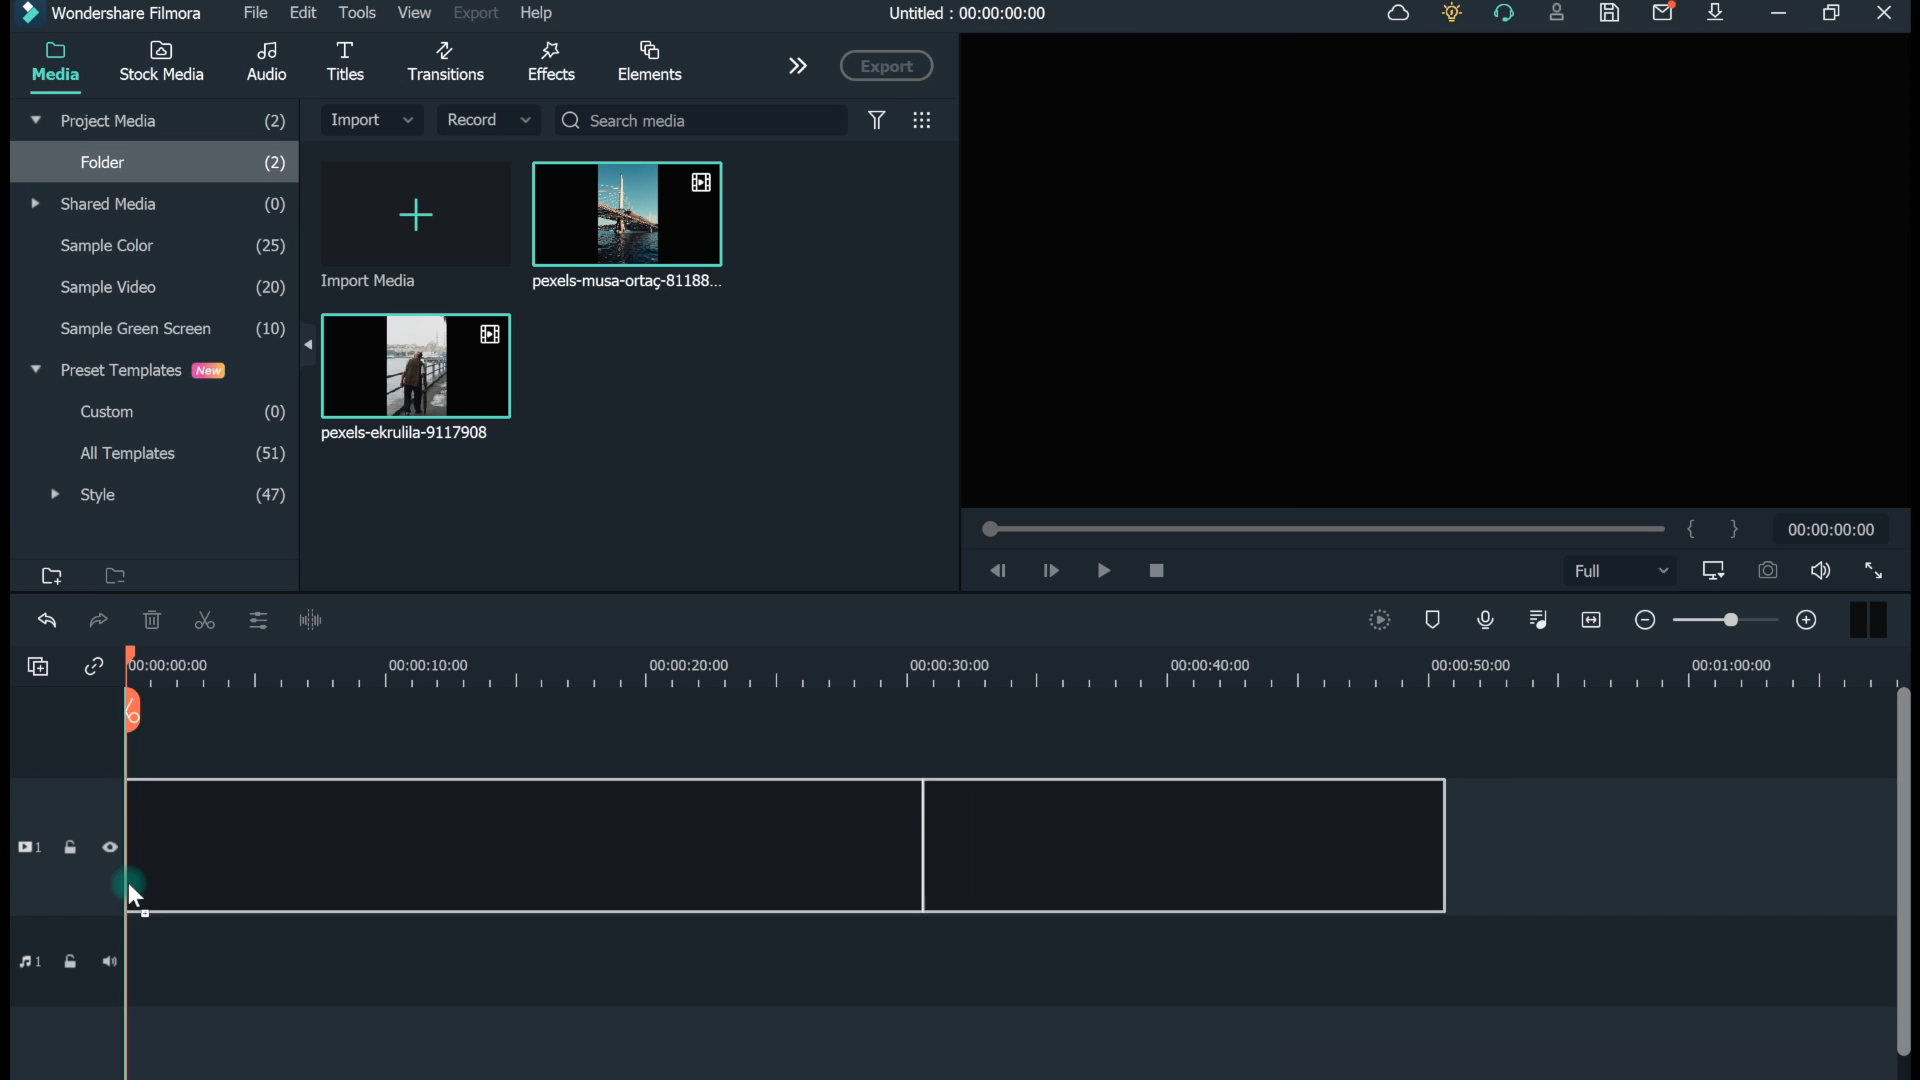 Wondershare Filmora File Edit Tools View Export Help Untitled : 00:00:00:00
Media Stock Media Audio Titles Transitions Effects Elements Export
Project Media (2)
Folder (2)
Shared Media (0)
Sample Color (25)
Sample Video (20)
Sample Green Screen (10)
Preset Templates New
Custom (0)
All Templates (51)
Style (47)
Import Record Search media
Import Media pexels-musa-ortaç-81188...
pexels-ekrulila-9117908
{ } 00:00:00:00
Full
00:00:00:00 00:00:10:00 00:00:20:00 00:00:30:00 00:00:40:00 00:00:50:00 00:01:00:00
1
1